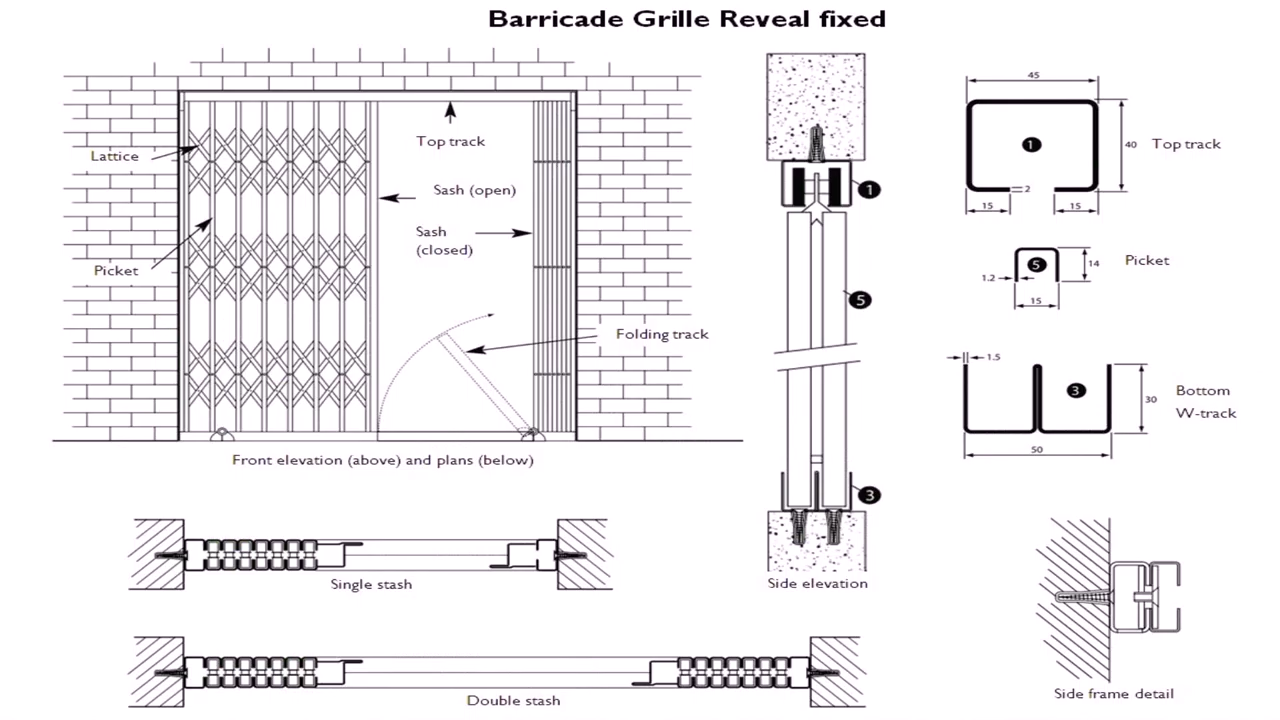 Barricade Grille Reveal fixed
Lattice
Picket
Top track
Sash (open)
Sash
(closed)
Folding track
Front elevation (above) and plans (below)
Single stash
Double stash
1
5
3
Side elevation
45
1
40
Top track
2
15
15
5
14
Picket
1.2
15
1.5
3
30
Bottom
W-track
50
Side frame detail